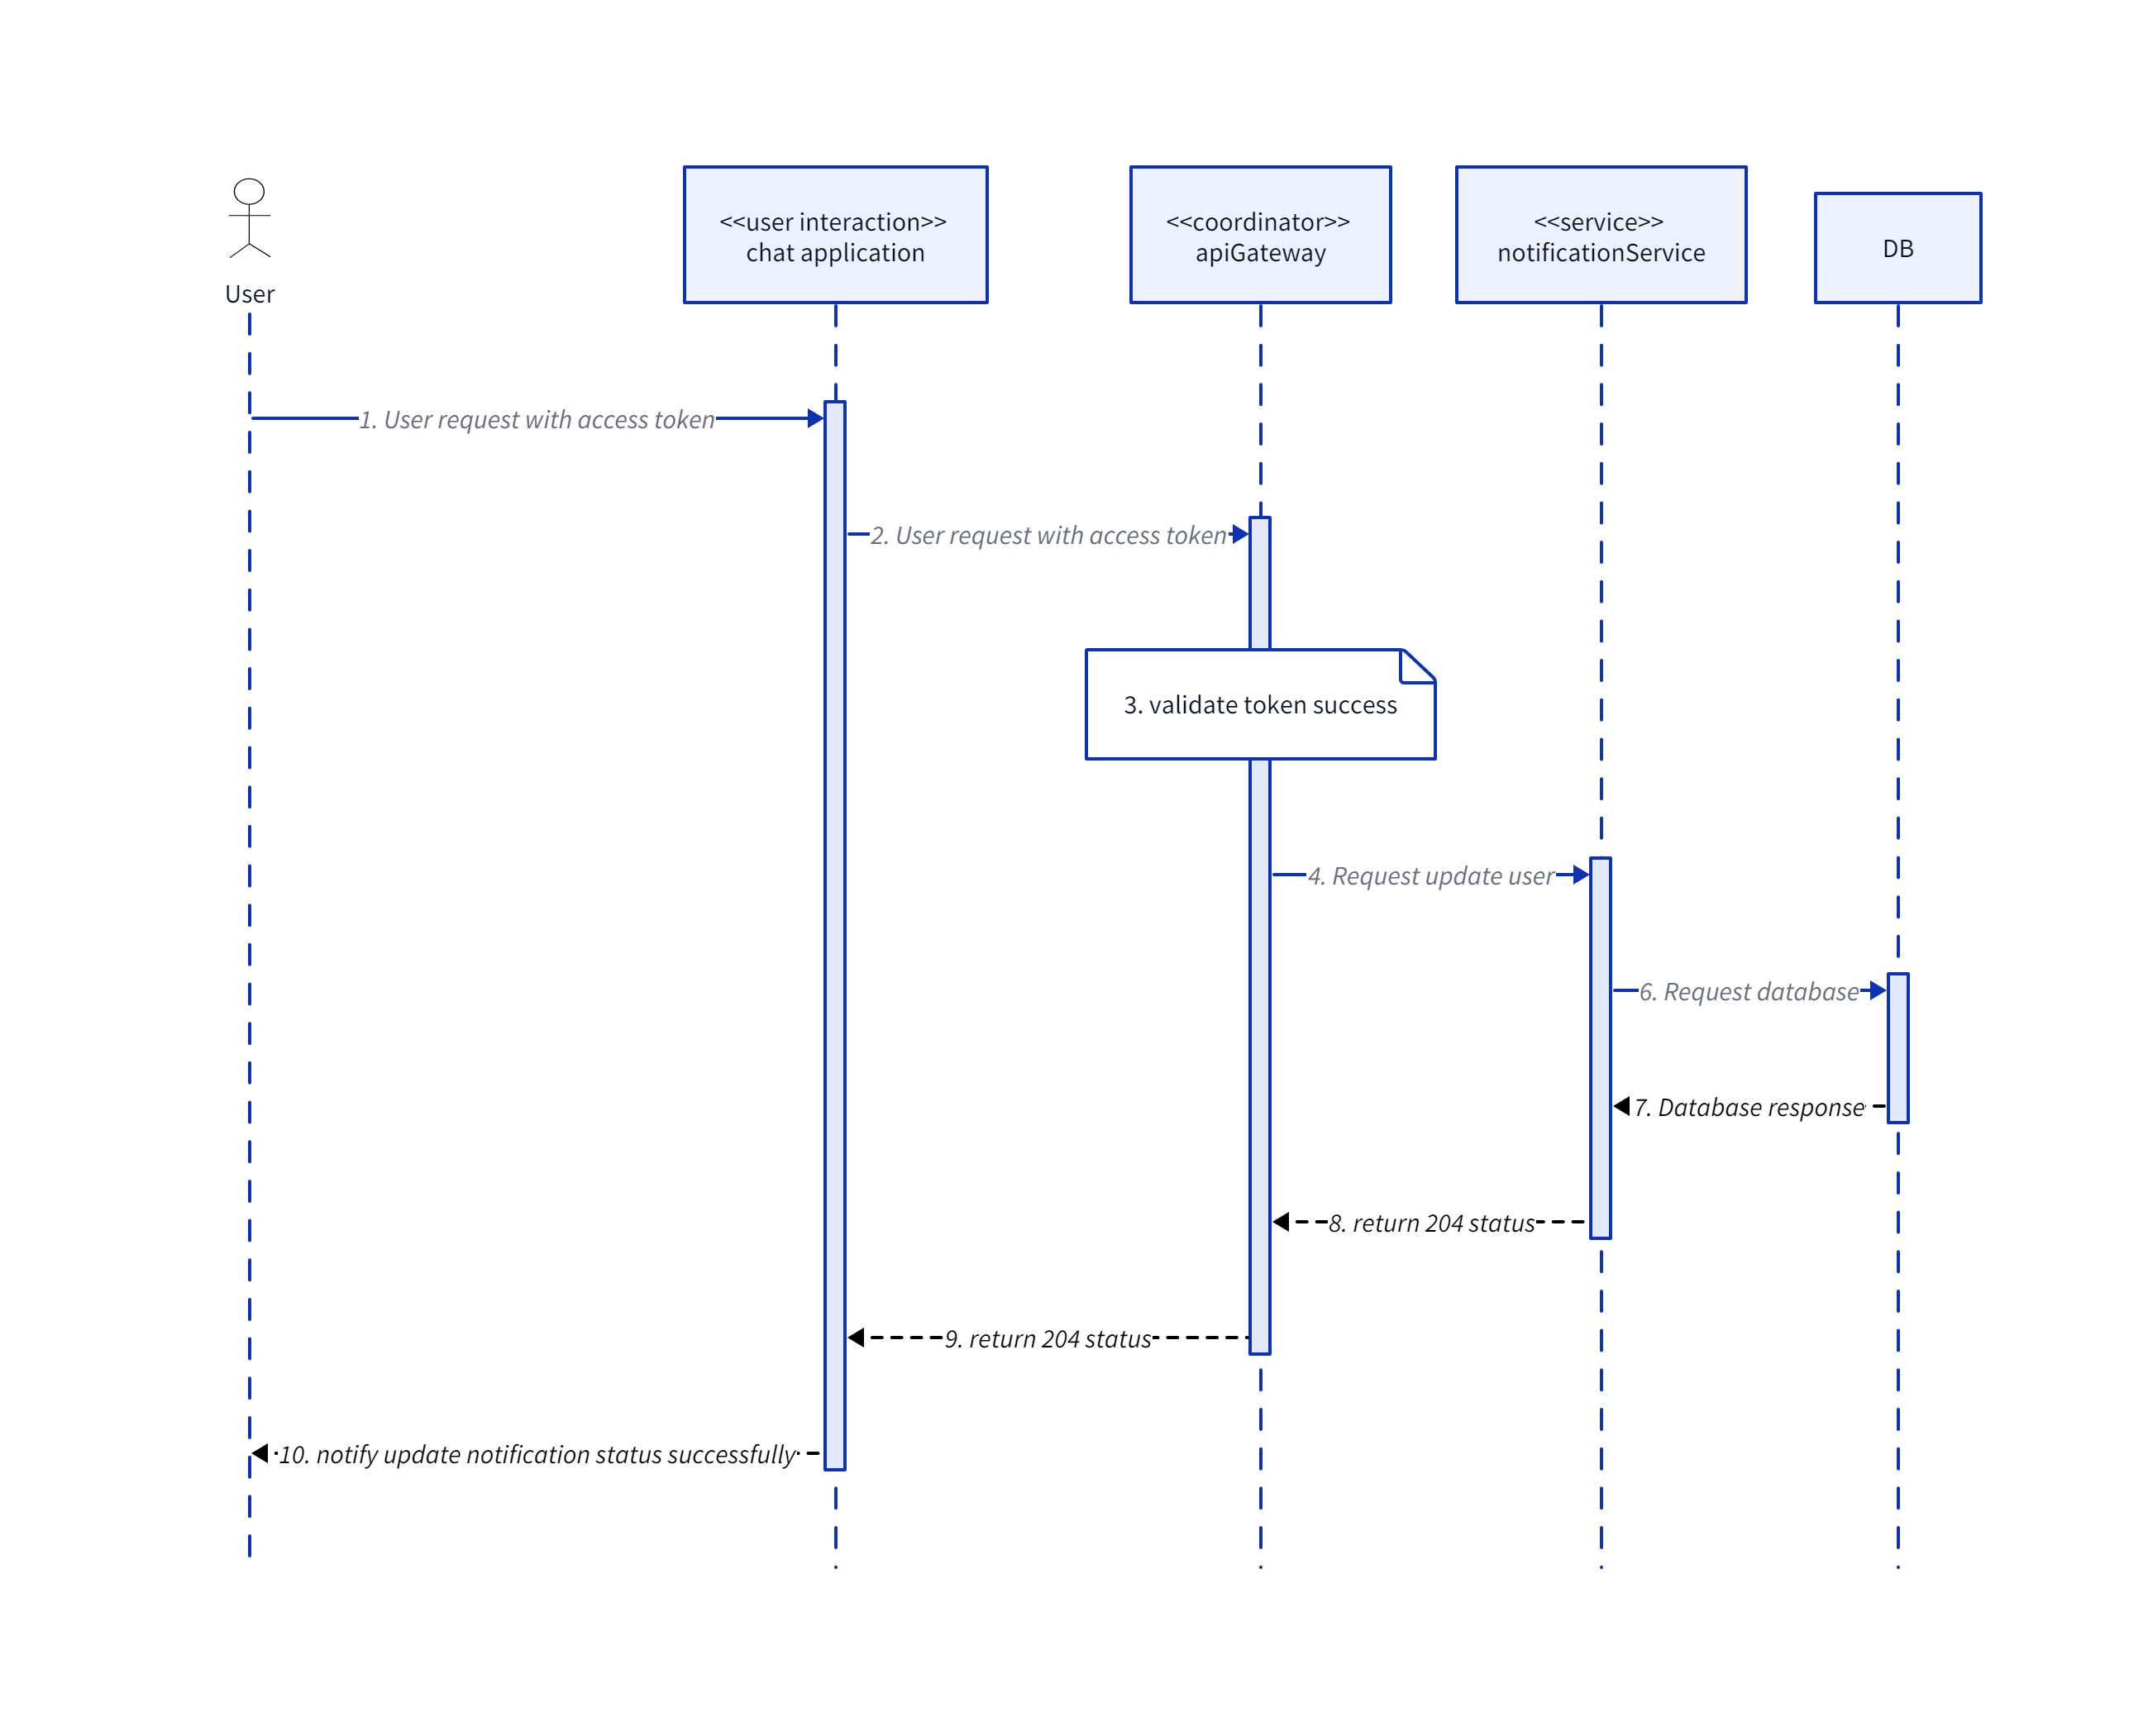 User
<<user interaction>>
chat application
<<coordinator>>
apiGateway
<<service>>
notificationService
DB
1. User request with access token
2. User request with access token
3. validate token success
4. Request update user
6. Request database
7. Database response
8. return 204 status
9. return 204 status
10. notify update notification status successfully